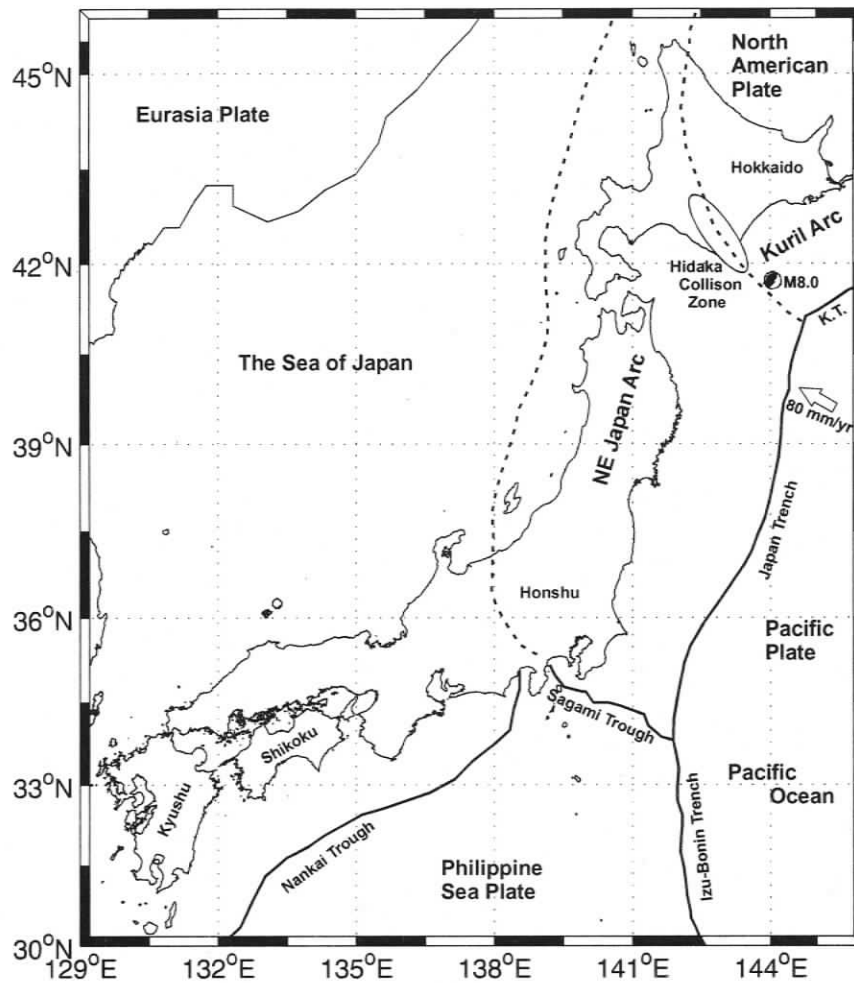 45°N
42°N
39°N
36°N
33°N
30°N
129°E
132°E
135°E
138°E
141°E
144°E
North
American
Plate
Eurasia Plate
Hokkaido
Kuril Arc
Hidaka
Collison
Zone
M8.0
K.T.
The Sea of Japan
NE Japan Arc
80 mm/yr
Japan Trench
Honshu
Pacific
Plate
Sagami Trough
Shikoku
Kyushu
Pacific
Ocean
Nankai Trough
Izu-Bonin Trench
Philippine
Sea Plate